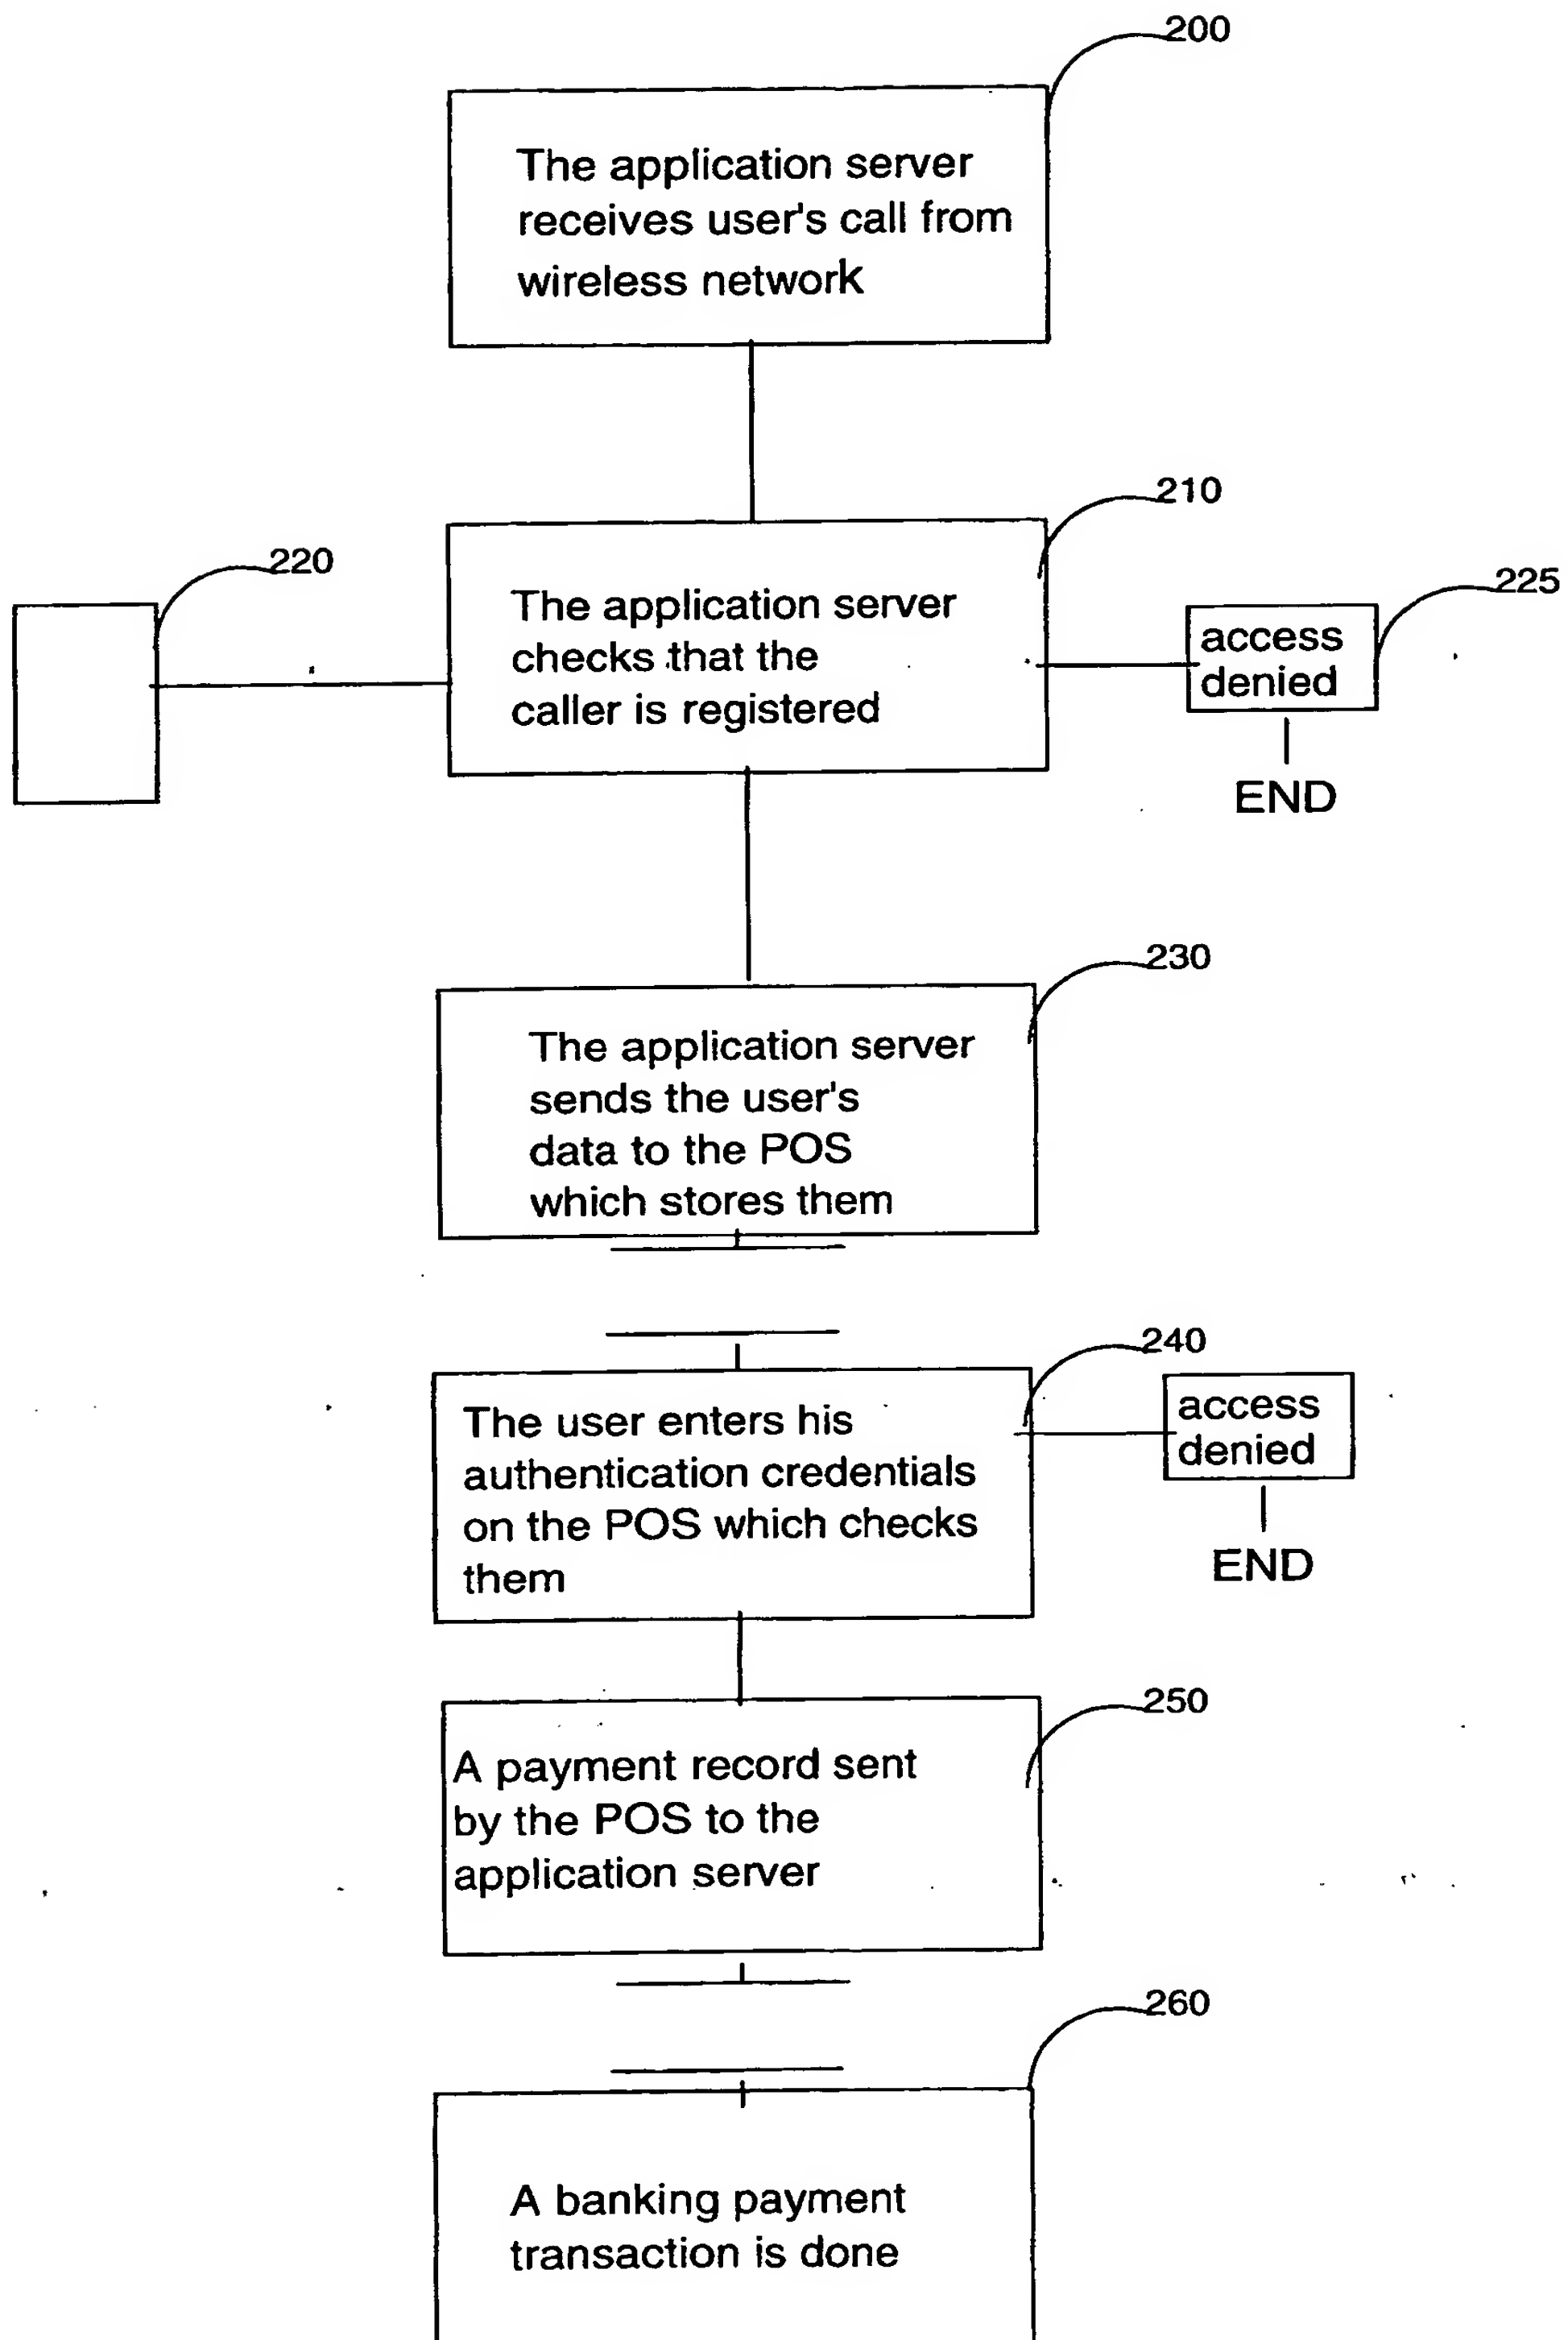 200
The application server
receives user's call from
wireless network
210
220
225
The application server
checks that the
caller is registered
access
denied
END
230
The application server
sends the user's
data to the POS
which stores them
240
The user enters his
authentication credentials
on the POS which checks
them
access
denied
END
250
A payment record sent
by the POS to the
application server
260
A banking payment
transaction is done